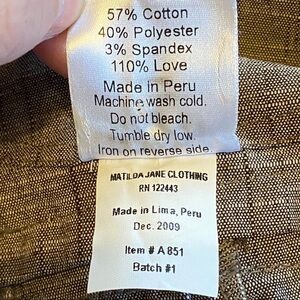 57% Cotton
40% Polyester
3% Spandex
110% Love
Made in Peru
Machine wash cold.
Do not bleach.
Tumble dry low.
Iron on reverse side
MATILDA JANE CLOTHING
RN 122443
Made in Lima, Peru
Dec. 2009
Item # A 851
Batch #1